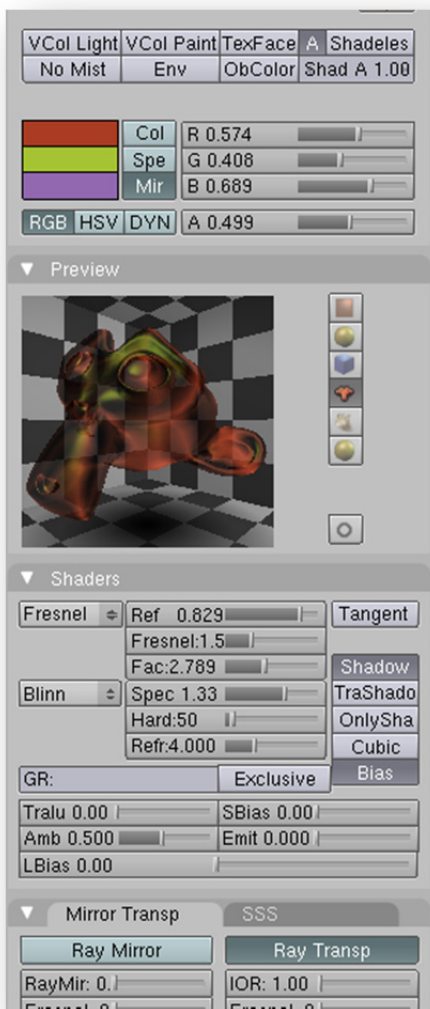 VCol Light VCol Paint TexFace A Shadeles
No Mist Env ObColor Shad A 1.00
Col R 0.574
Spe G 0.408
Mir B 0.689
RGB HSV DYN A 0.499
Preview
Shaders
Fresnel Ref 0.829 Tangent
Fresnel:1.5
Fac:2.789 Shadow
Blinn Spec 1.33 TraShado
Hard:50 OnlySha
Refr:4.000 Cubic
GR: Exclusive Bias
Tralu 0.00 SBias 0.00
Amb 0.500 Emit 0.000
LBias 0.00
Mirror Transp SSS
Ray Mirror Ray Transp
RayMir: 0. IOR: 1.00
Fresnel: 0 Fresnel: 0